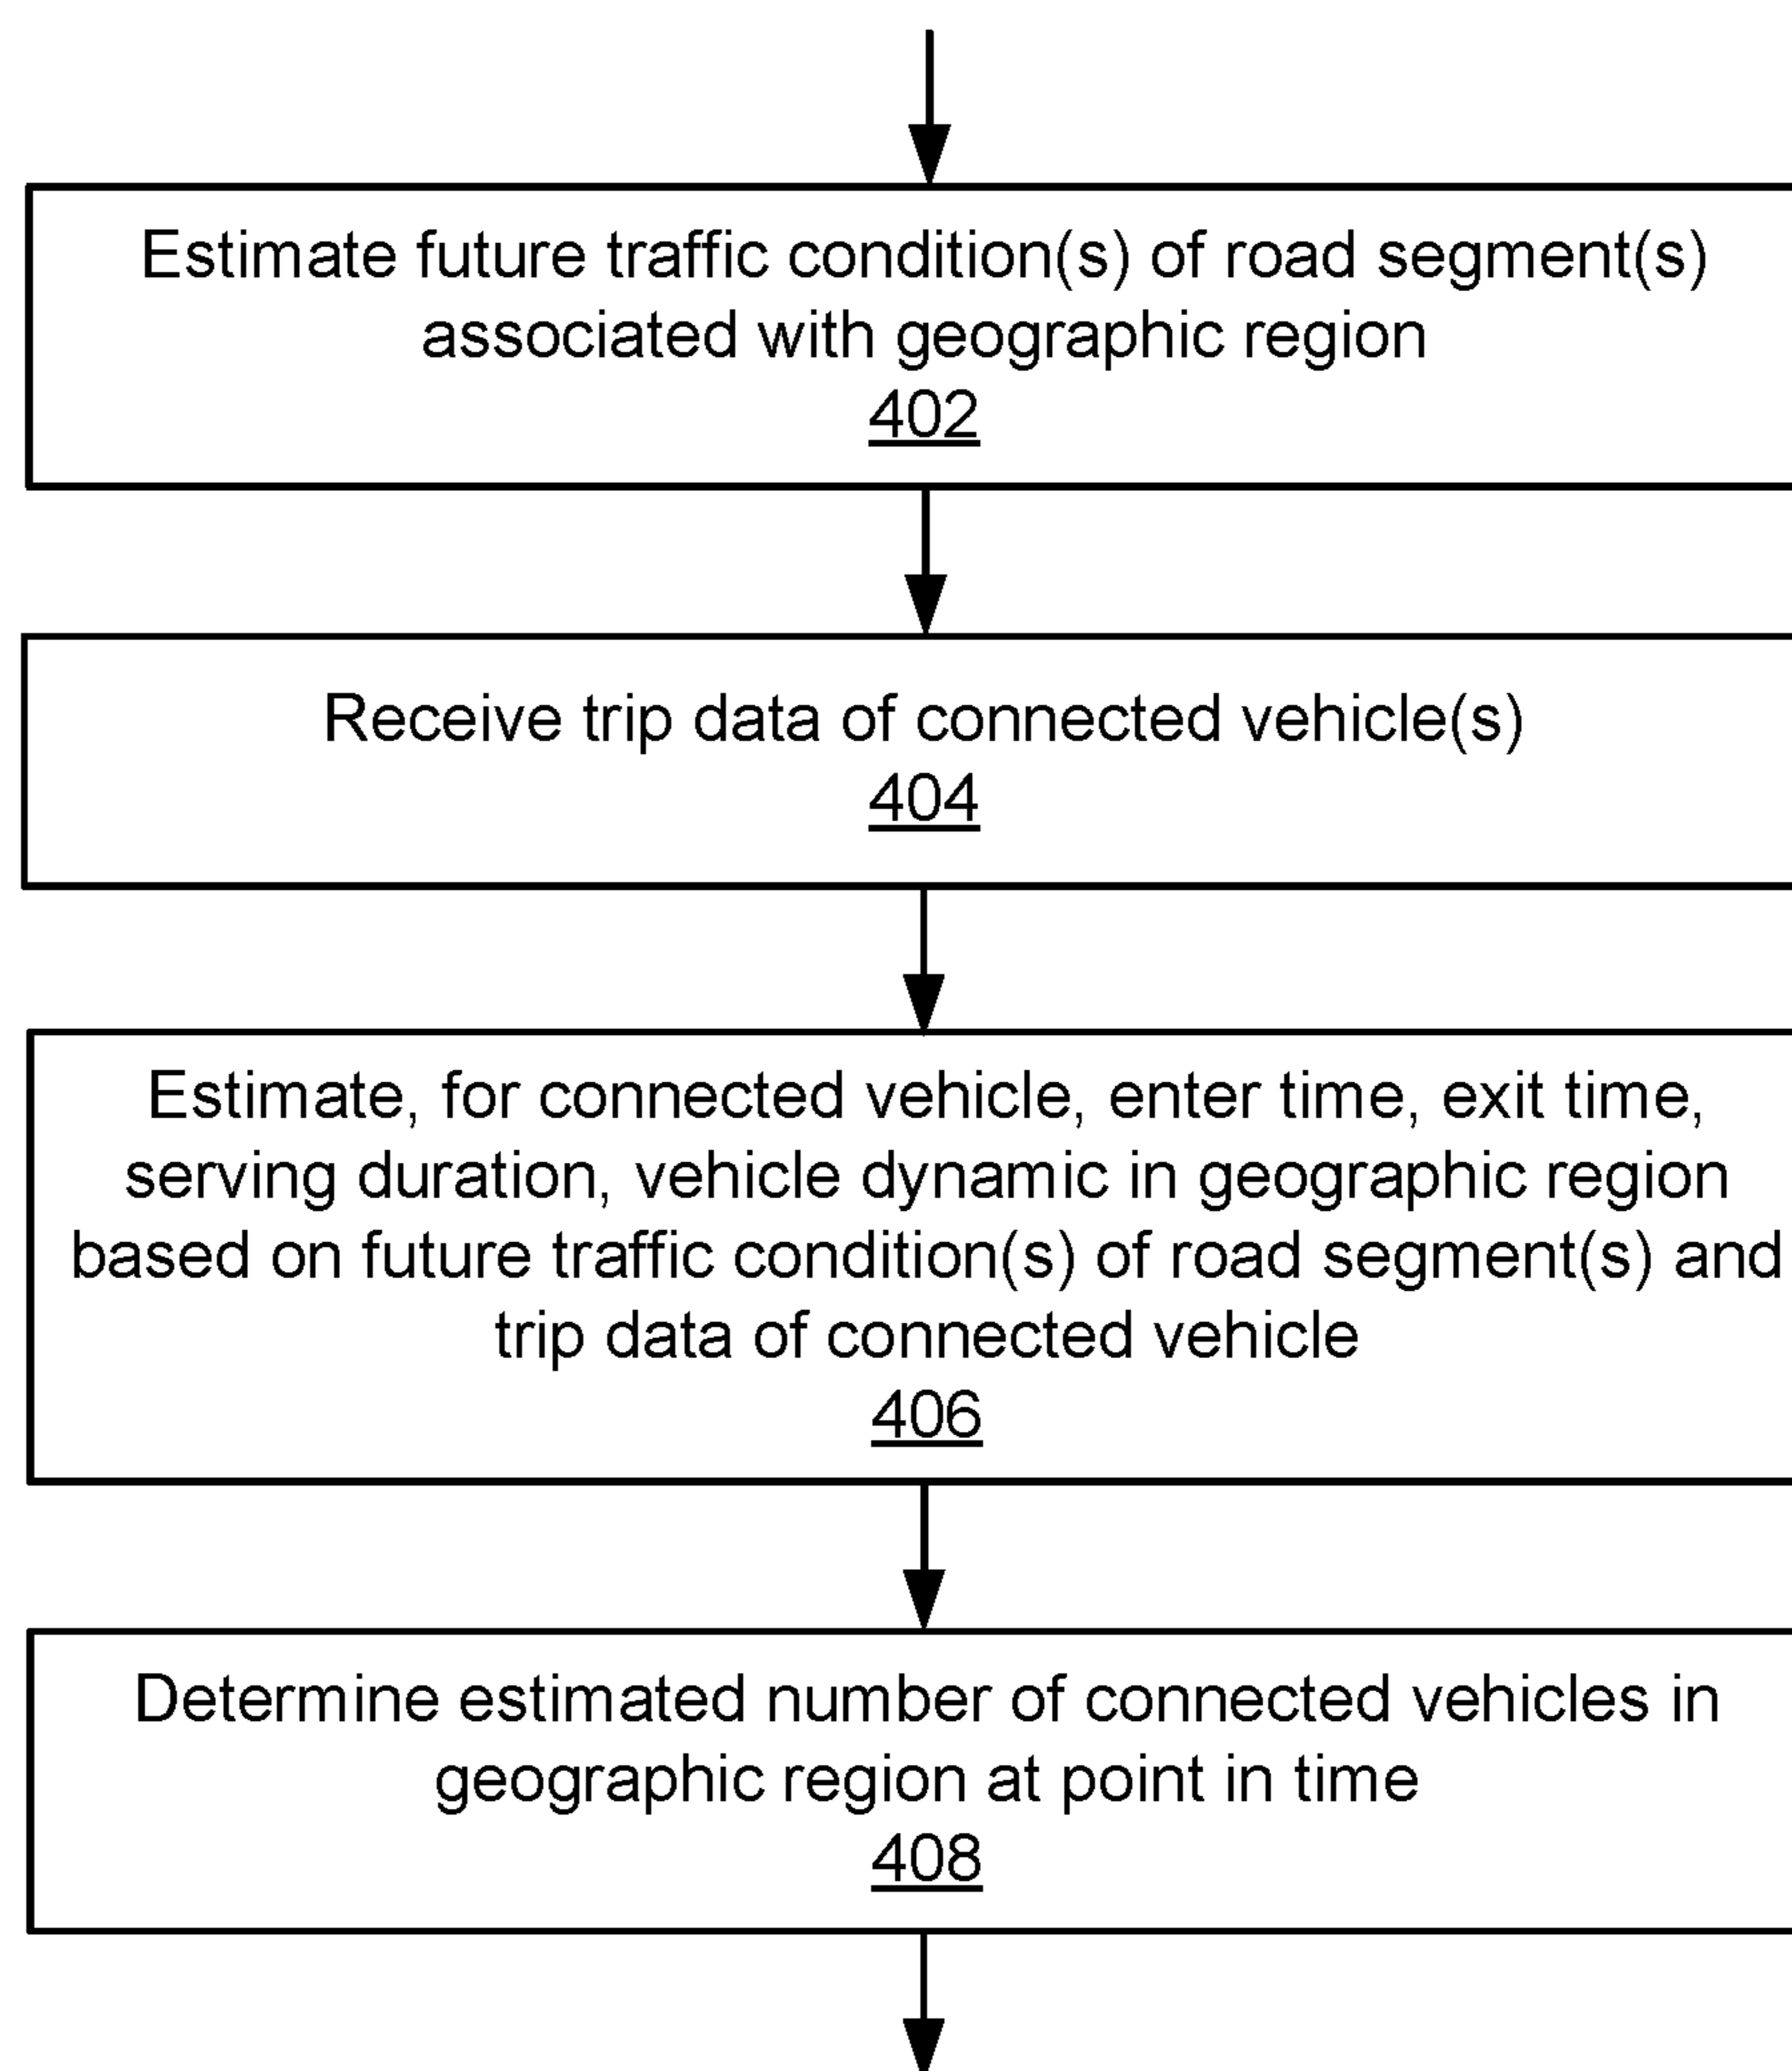 Estimate future traffic condition(s) of road segment(s)
associated with geographic region
402
Receive trip data of connected vehicle(s)
404
Estimate, for connected vehicle, enter time, exit time,
serving duration, vehicle dynamic in geographic region
based on future traffic condition(s) of road segment(s) and
trip data of connected vehicle
406
Determine estimated number of connected vehicles in
geographic region at point in time
408